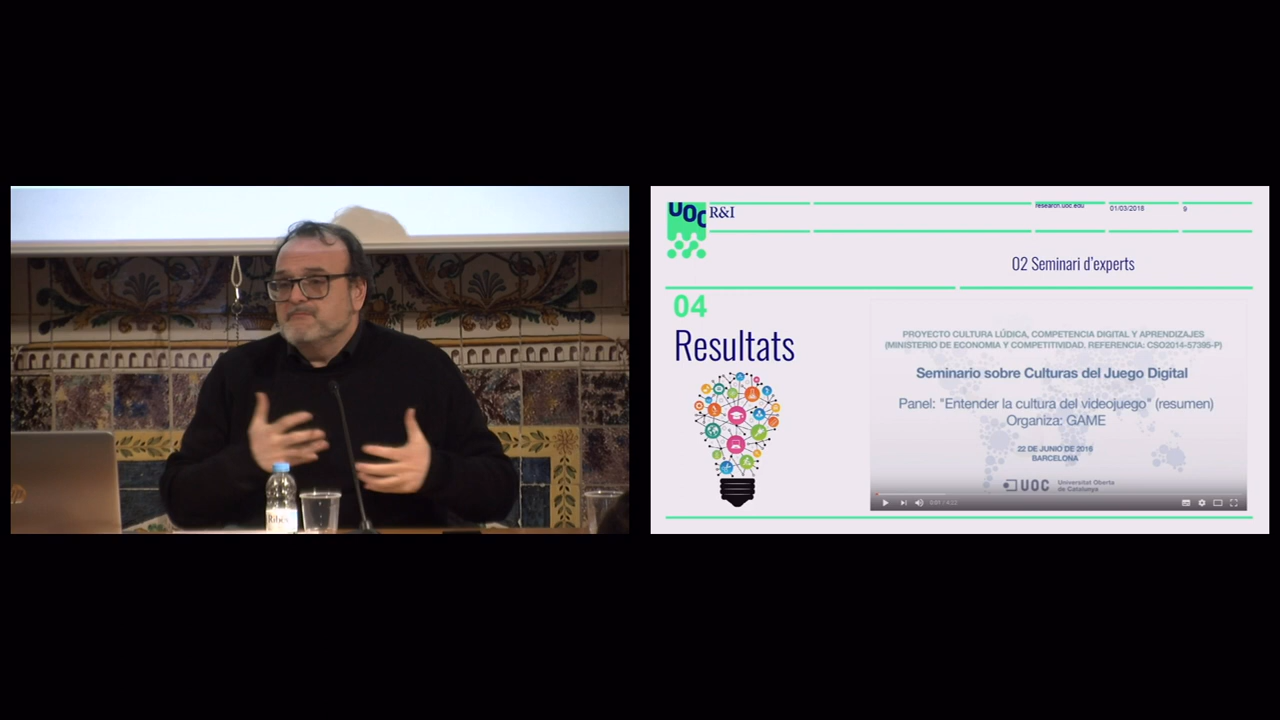 Ribes
UOC
R&I
research.uoc.edu
01/03/2018
9
02 Seminari d'experts
04
Resultats
PROYECTO CULTURA LÚDICA, COMPETENCIA DIGITAL Y APRENDIZAJES
(MINISTERIO DE ECONOMIA Y COMPETITIVIDAD, REFERENCIA: CSO2014-57395-P)
Seminario sobre Culturas del Juego Digital
Panel: "Entender la cultura del videojuego" (resumen)
Organiza: GAME
22 DE JUNIO DE 2016
BARCELONA
UOC
Universitat Oberta
de Catalunya